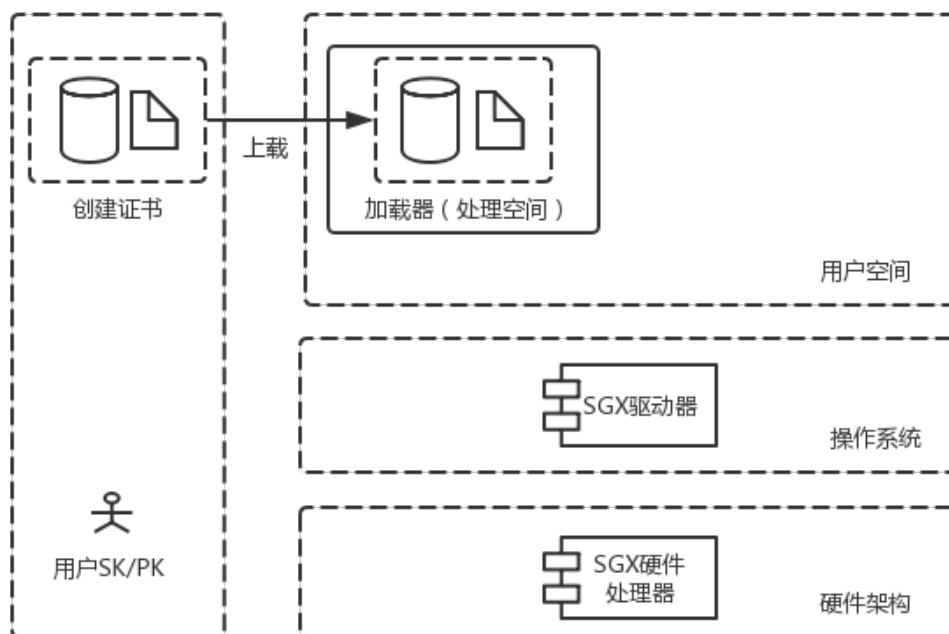 上载
创建证书
加载器（处理空间）
用户空间
SGX驱动器
操作系统
用户SK/PK
SGX硬件
处理器
硬件架构